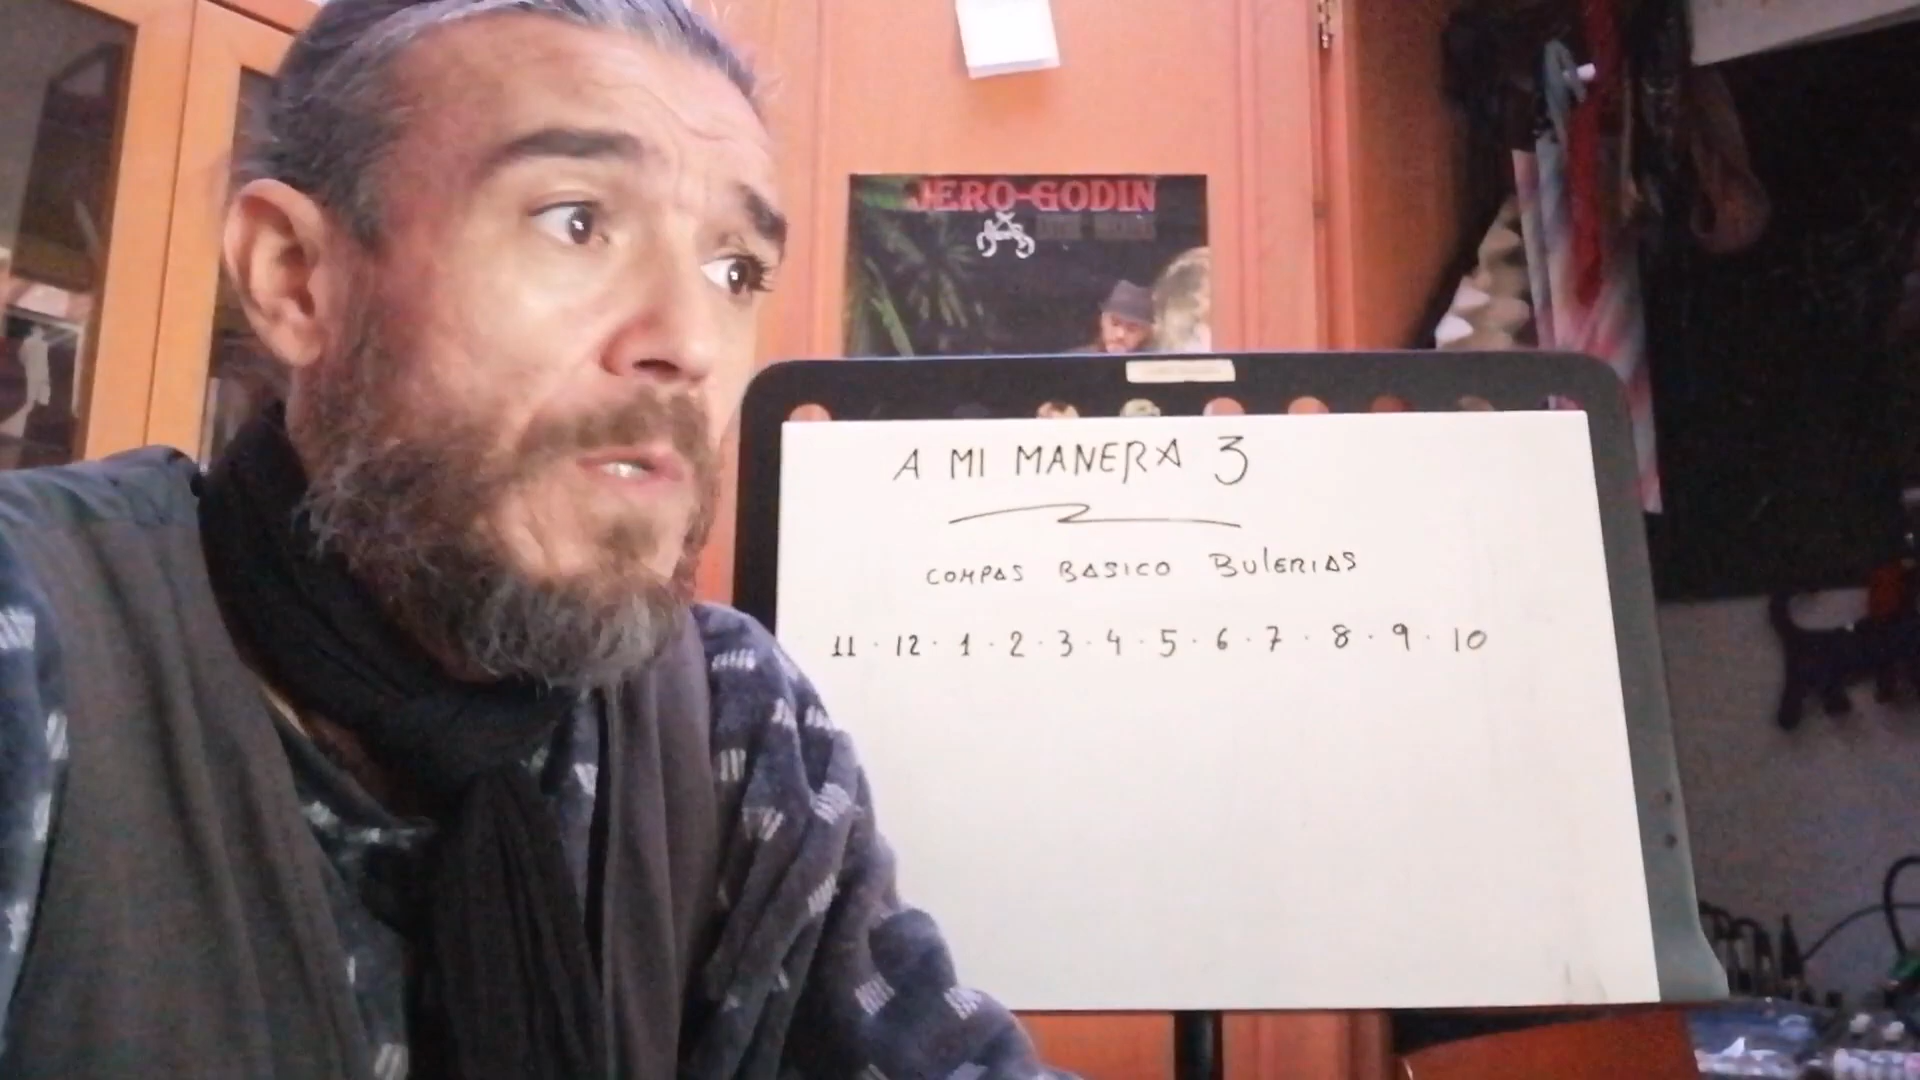 JERO-GODIN
A MI MANERA 3
COMPAS BASICO BULERIAS
11 · 12 · 1 · 2 · 3 · 4 · 5 · 6 · 7 · 8 · 9 · 10